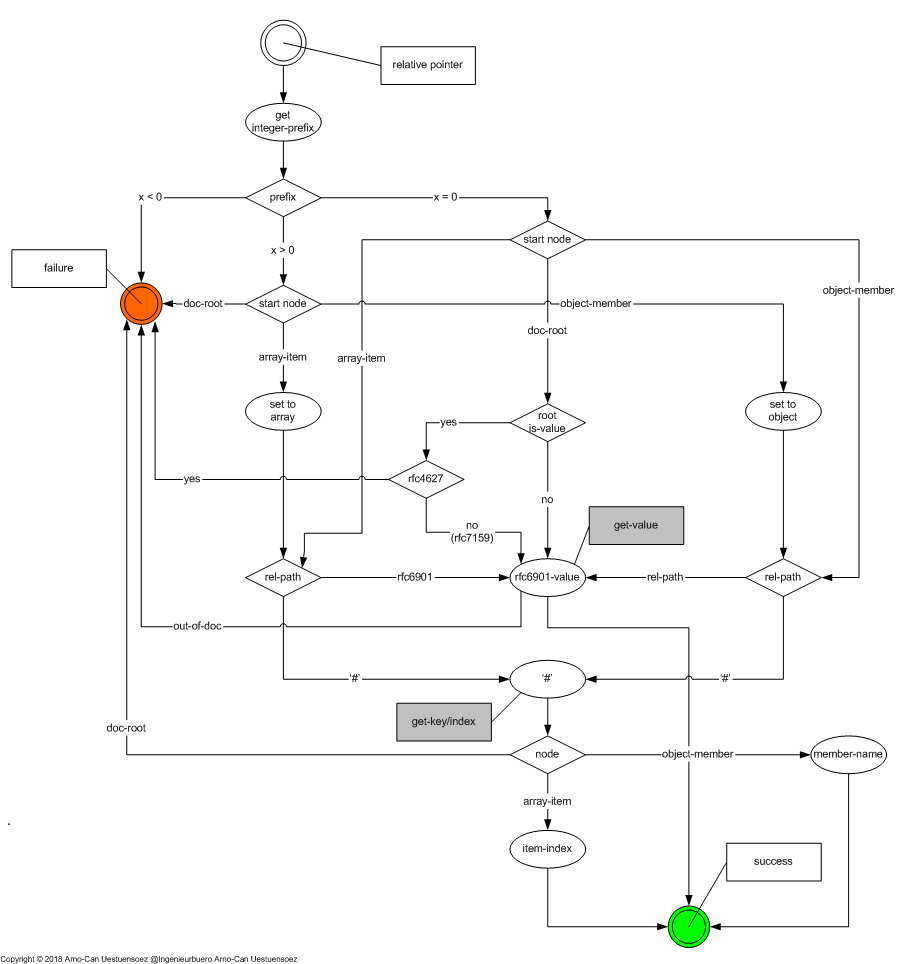 relative pointer
get
integer-prefix
x < 0
prefix
x = 0
start node
x > 0
failure
object-member
doc-root
start node
object-member
doc-root
array-item
array-item
set to
array
set to
object
yes
root
is-value
yes
rfc4627
no
no
(rfc7159)
get-value
rel-path
rfc6901
rfc6901-value
rel-path
rel-path
out-of-doc
'#'
'#'
'#'
get-key/index
doc-root
node
object-member
member-name
array-item
item-index
success
Copyright © 2018 Arno-Can Uestuensoez @Ingenieurbuero Arno-Can Uestuensoez